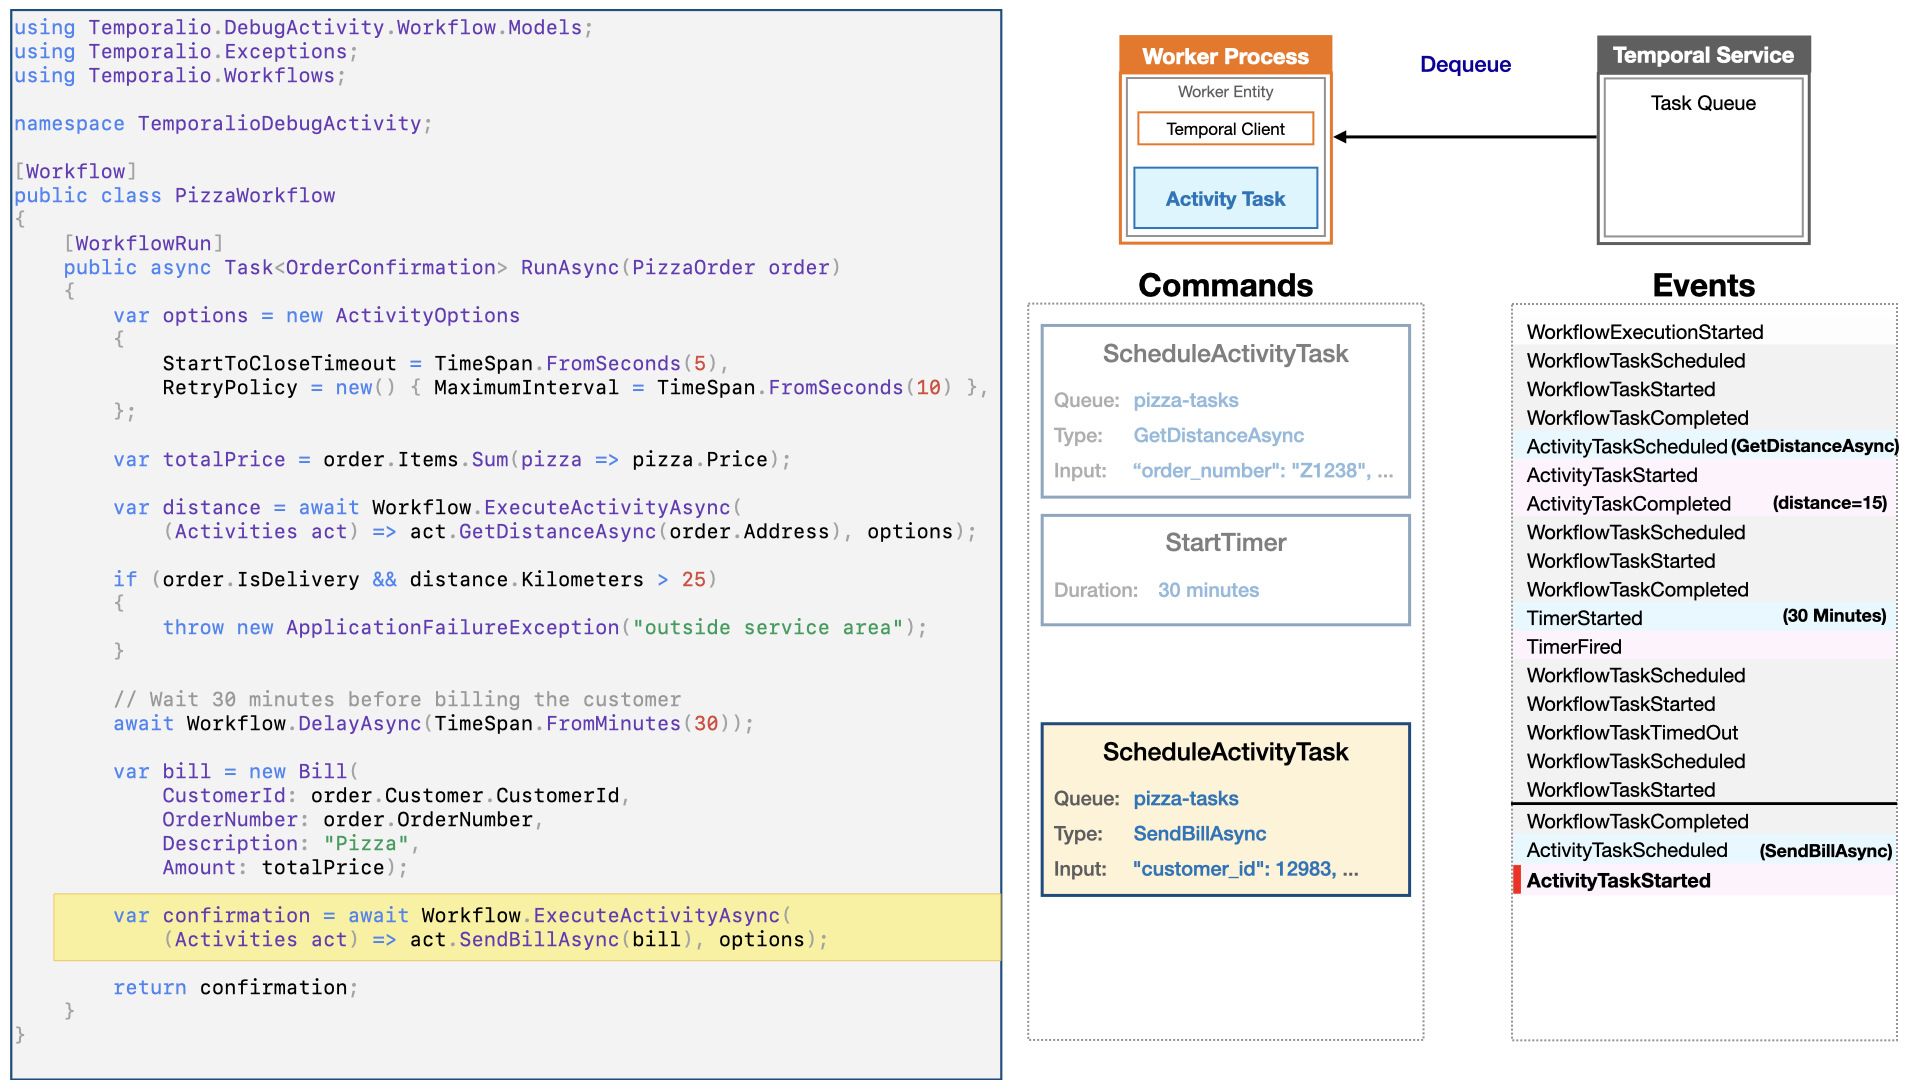 using Temporalio.DebugActivity.Workflow.Models;
using Temporalio.Exceptions;
using Temporalio.Workflows;

namespace TemporalioDebugActivity;

[Workflow]
public class PizzaWorkflow
{
    [WorkflowRun]
    public async Task<OrderConfirmation> RunAsync(PizzaOrder order)
    {
        var options = new ActivityOptions
        {
            StartToCloseTimeout = TimeSpan.FromSeconds(5),
            RetryPolicy = new() { MaximumInterval = TimeSpan.FromSeconds(10) },
        };

        var totalPrice = order.Items.Sum(pizza => pizza.Price);

        var distance = await Workflow.ExecuteActivityAsync(
            (Activities act) => act.GetDistanceAsync(order.Address), options);

        if (order.IsDelivery && distance.Kilometers > 25)
        {
            throw new ApplicationFailureException("outside service area");
        }

        // Wait 30 minutes before billing the customer
        await Workflow.DelayAsync(TimeSpan.FromMinutes(30));

        var bill = new Bill(
            CustomerId: order.Customer.CustomerId,
            OrderNumber: order.OrderNumber,
            Description: "Pizza",
            Amount: totalPrice);

        var confirmation = await Workflow.ExecuteActivityAsync(
            (Activities act) => act.SendBillAsync(bill), options);

        return confirmation;
    }
}
Worker Process
Worker Entity
Temporal Client
Activity Task
Dequeue
Temporal Service
Task Queue
Commands
ScheduleActivityTask
Queue: pizza-tasks
Type: GetDistanceAsync
Input: “order_number": "Z1238", ...
StartTimer
Duration: 30 minutes
ScheduleActivityTask
Queue: pizza-tasks
Type: SendBillAsync
Input: "customer_id": 12983, ...
Events
WorkflowExecutionStarted
WorkflowTaskScheduled
WorkflowTaskStarted
WorkflowTaskCompleted
ActivityTaskScheduled (GetDistanceAsync)
ActivityTaskStarted
ActivityTaskCompleted (distance=15)
WorkflowTaskScheduled
WorkflowTaskStarted
WorkflowTaskCompleted
TimerStarted (30 Minutes)
TimerFired
WorkflowTaskScheduled
WorkflowTaskStarted
WorkflowTaskTimedOut
WorkflowTaskScheduled
WorkflowTaskStarted
WorkflowTaskCompleted
ActivityTaskScheduled (SendBillAsync)
ActivityTaskStarted